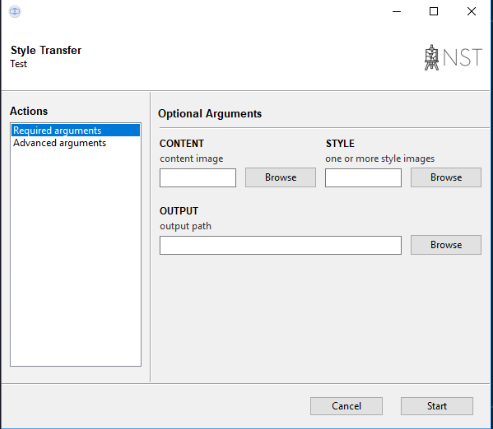 Style Transfer
Test
NST
Actions
Required arguments
Advanced arguments
Optional Arguments
CONTENT
content image
Browse
STYLE
one or more style images
Browse
OUTPUT
output path
Browse
Cancel
Start